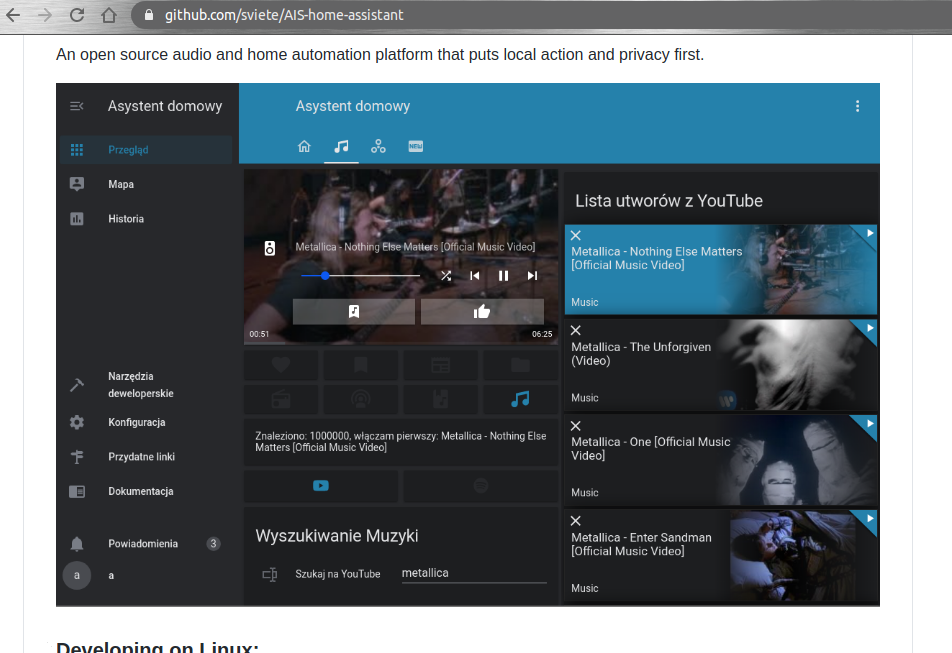 github.com/sviete/AIS-home-assistant
An open source audio and home automation platform that puts local action and privacy first.
Asystent domowy
Asystent domowy
NEW
Przegląd
Mapa
Historia
Narzędzia
deweloperskie
Konfiguracja
Przydatne linki
Dokumentacja
Powiadomienia
3
a
a
Metallica - Nothing Else Matters [Official Music Video]
00:51
06:25
Znaleziono: 1000000, włączam pierwszy: Metallica - Nothing Else
Matters [Official Music Video]
Wyszukiwanie Muzyki
Szukaj na YouTube
metallica
Lista utworów z YouTube
Metallica - Nothing Else Matters
[Official Music Video]
Music
Metallica - The Unforgiven
(Video)
Music
Metallica - One [Official Music
Video]
Music
Metallica - Enter Sandman
[Official Music Video]
Music
Developing on Linux: